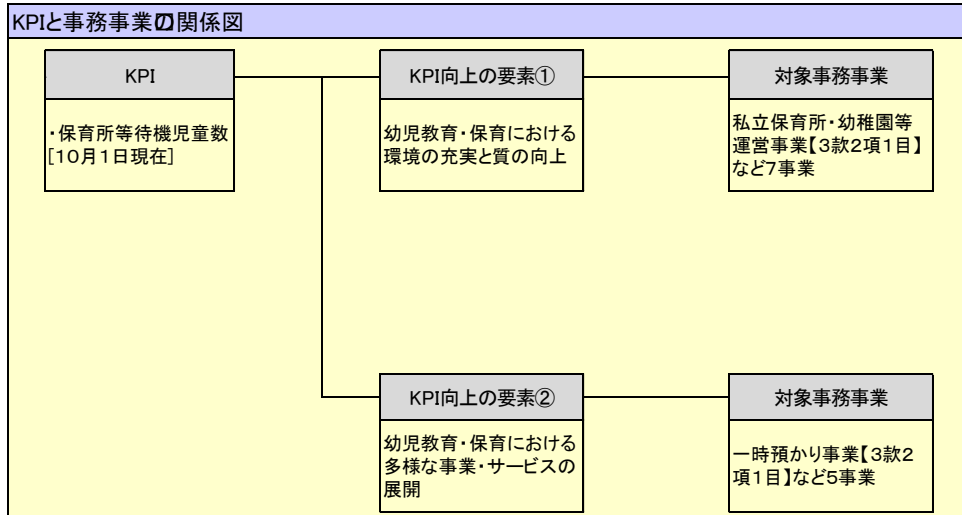 KPIと事務事業の関係図
KPI
・保育所等待機児童数
[10月1日現在]
KPI向上の要素①
幼児教育・保育における
環境の充実と質の向上
対象事務事業
私立保育所・幼稚園等
運営事業【3款2項1目】
など7事業
KPI向上の要素②
幼児教育・保育における
多様な事業・サービスの
展開
対象事務事業
一時預かり事業【3款2
項1目】など5事業